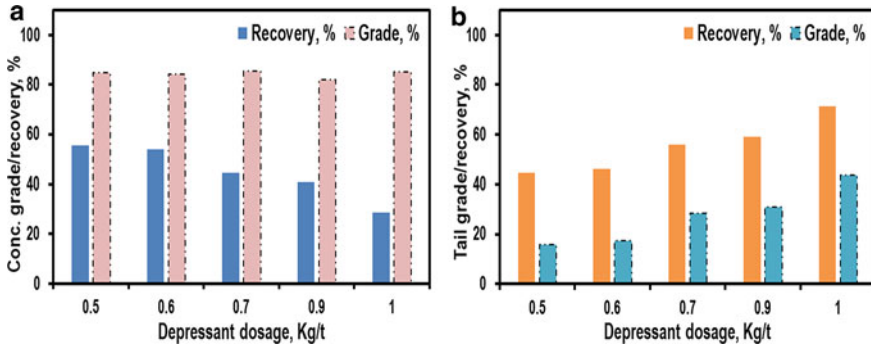 a
Conc. grade/recovery, %
100
80
60
40
20
0
Recovery, %
Grade, %
0.5 0.6 0.7 0.9 1
Depressant dosage, Kg/t
b
Tail grade/recovery, %
100
80
60
40
20
0
Recovery, %
Grade, %
0.5 0.6 0.7 0.9 1
Depressant dosage, Kg/t